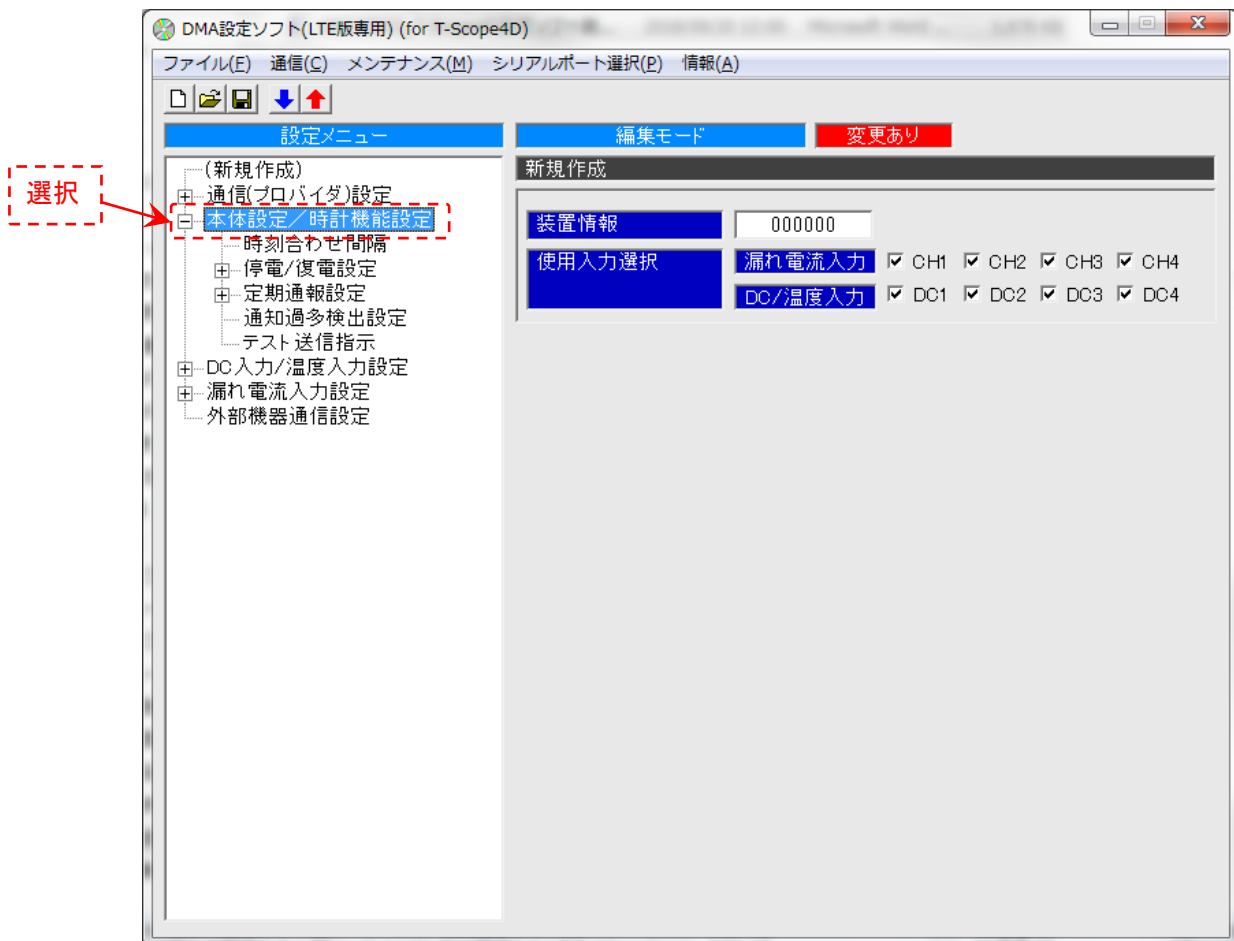 DMA設定ソフト(LTE版専用) (for T-Scope4D)
ファイル(F) 通信(C) メンテナンス(M) シリアルポート選択(P) 情報(A)
設定メニュー 編集モード 変更あり
選択
(新規作成)
通信(プロバイダ)設定
本体設定/時計機能設定
時刻合わせ間隔
停電/復電設定
定期通報設定
通知過多検出設定
テスト送信指示
DC入力/温度入力設定
漏れ電流入力設定
外部機器通信設定
新規作成
装置情報 000000
使用入力選択 漏れ電流入力 CH1 CH2 CH3 CH4
DC/温度入力 DC1 DC2 DC3 DC4